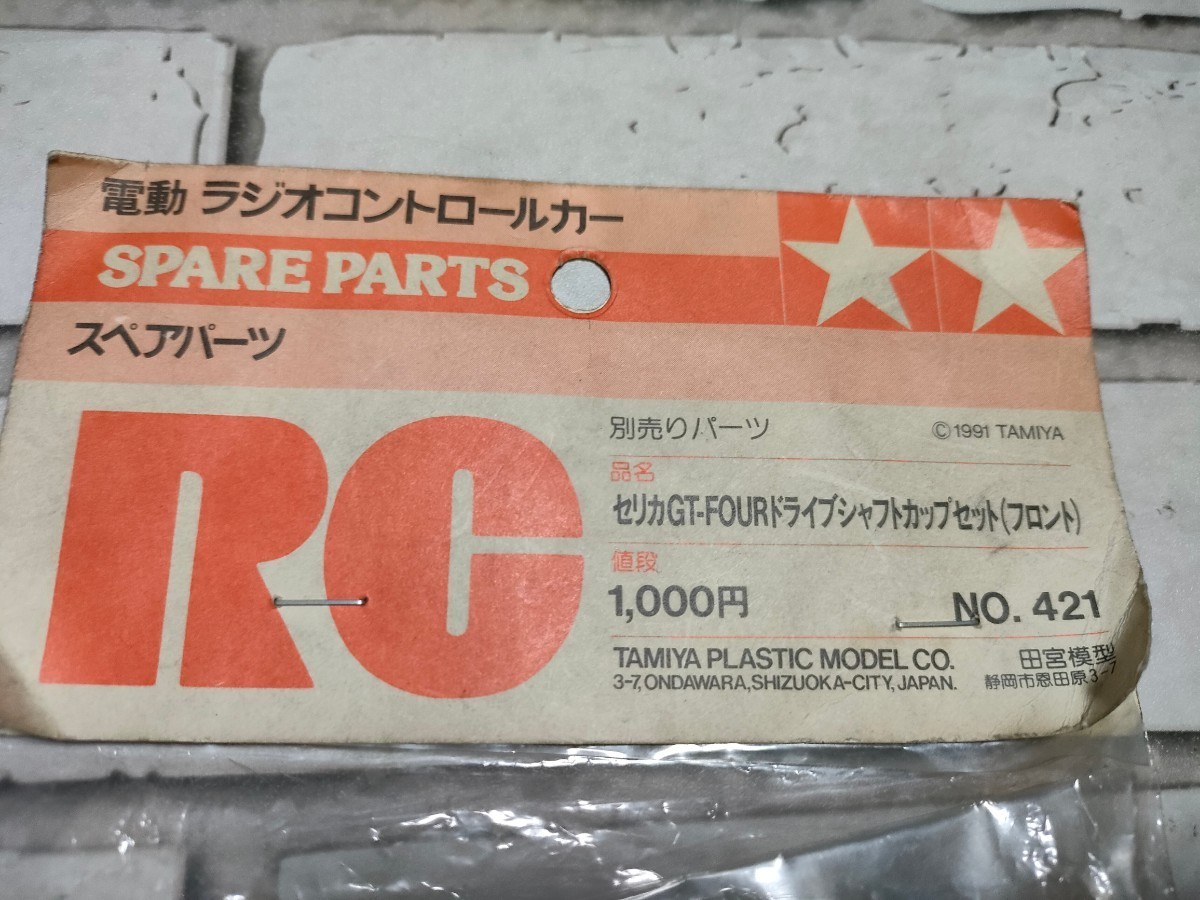 電動 ラジオコントロールカー
SPARE PARTS
スペアパーツ
RC
別売りパーツ
©1991 TAMIYA
品名
セリカGT-FOURドライブシャフトカップセット(フロント)
値段
1,000円
NO. 421
TAMIYA PLASTIC MODEL CO.
3-7, ONDAWARA, SHIZUOKA-CITY, JAPAN.
田宮模型
静岡市恩田原3-7